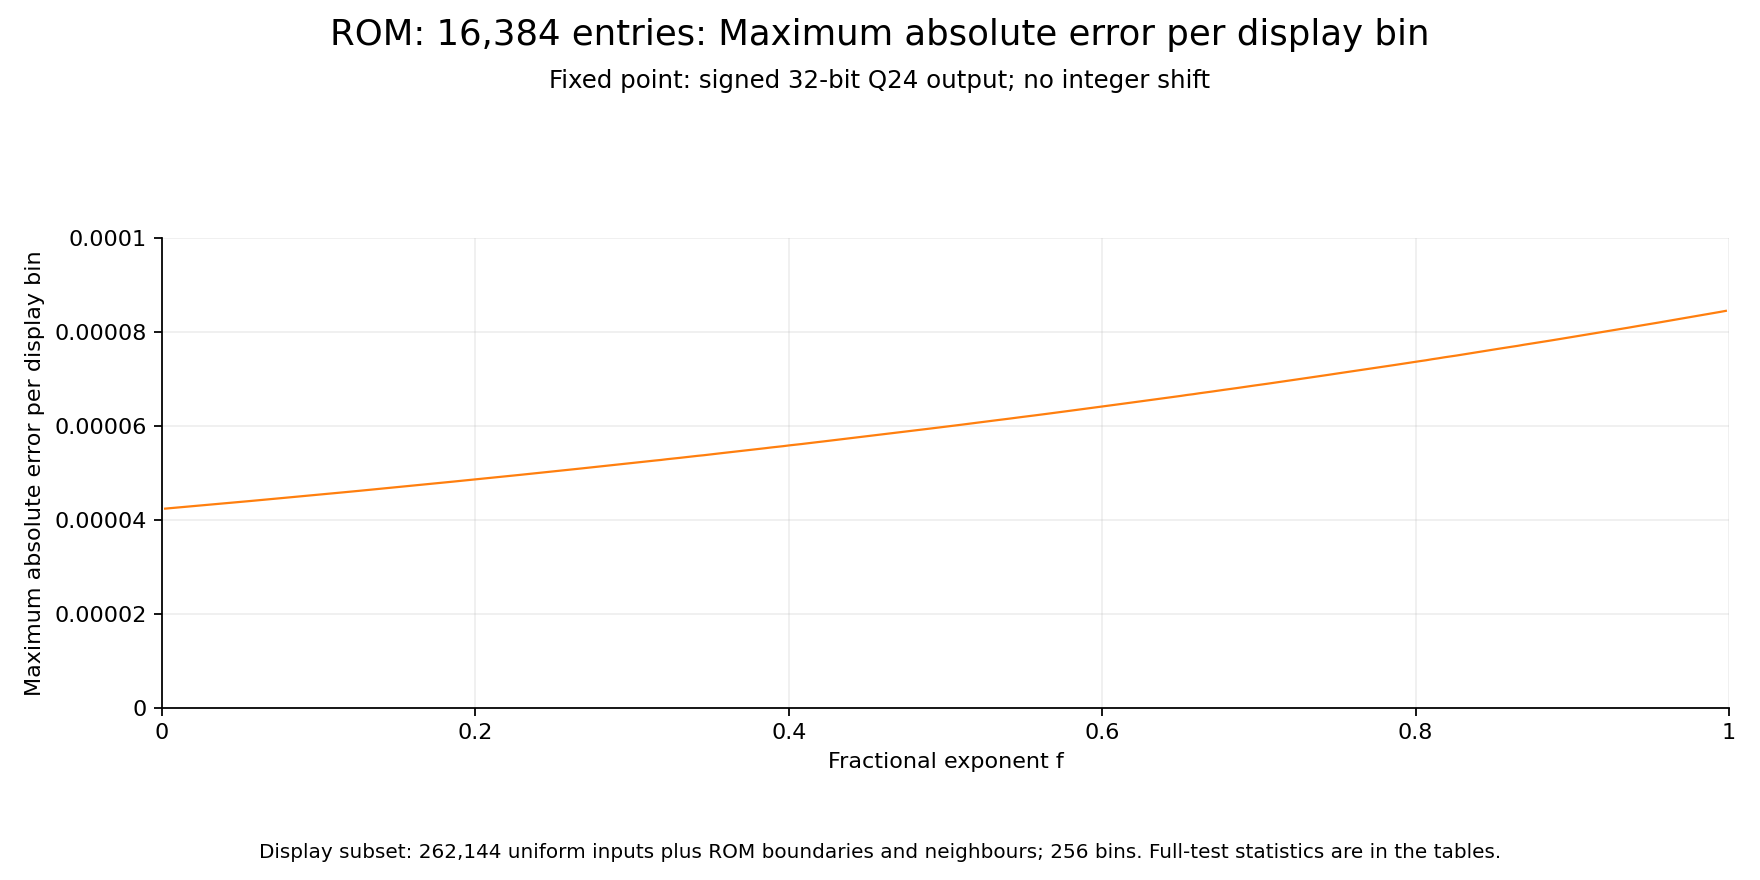 ROM: 16,384 entries: Maximum absolute error per display bin
Fixed point: signed 32-bit Q24 output; no integer shift
Maximum absolute error per display bin
0.0001
0.00008
0.00006
0.00004
0.00002
0
0 0.2 0.4 0.6 0.8 1
Fractional exponent f
Display subset: 262,144 uniform inputs plus ROM boundaries and neighbours; 256 bins. Full-test statistics are in the tables.